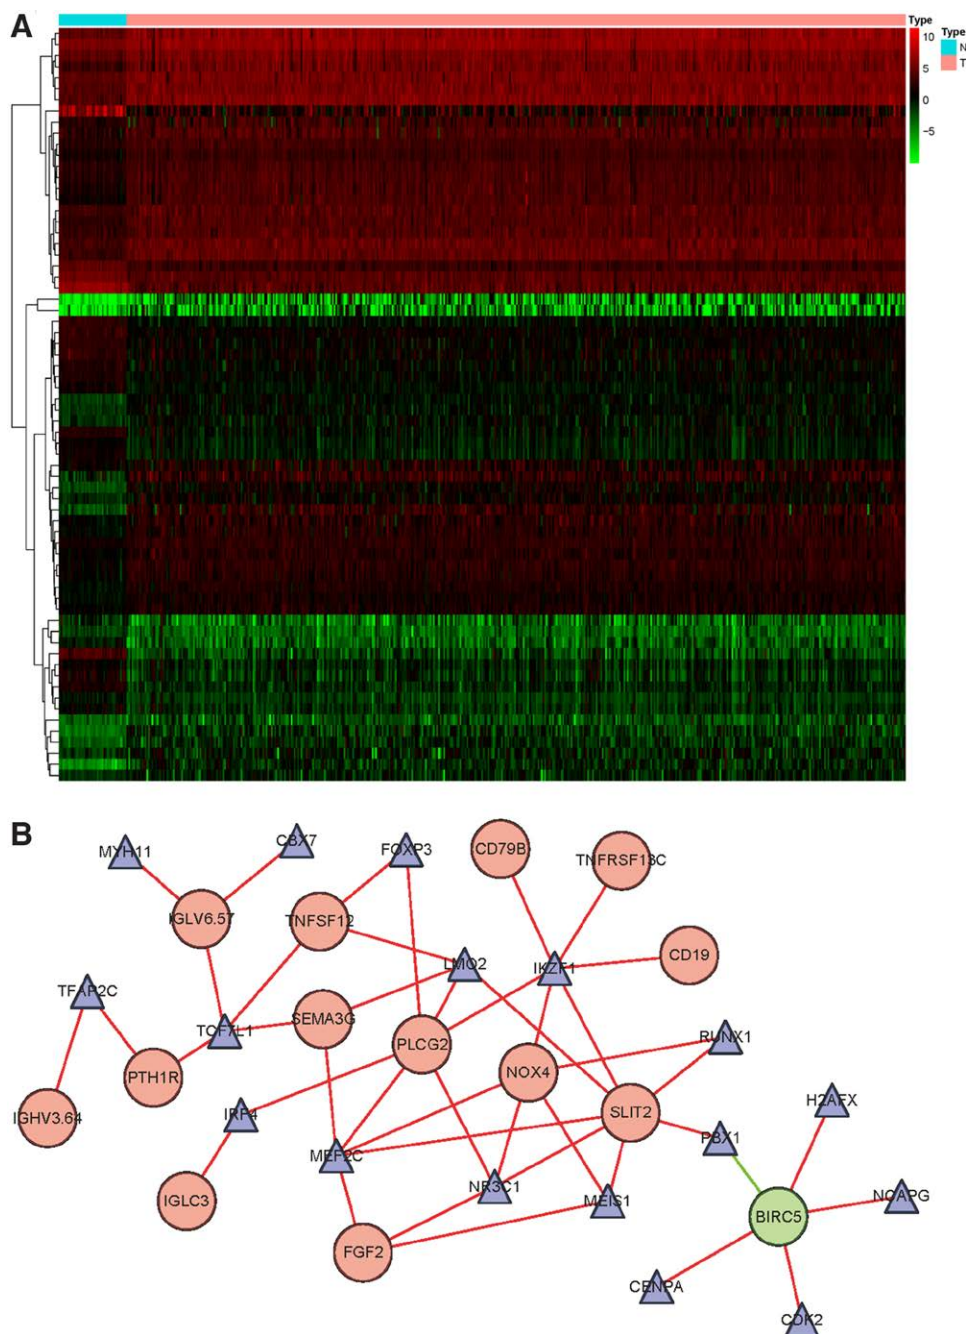 A
Type
10
5
0
−5
Type
N
T
B
MYH11
CBX7
FOXP3
CD79B
TNFRSF13C
IGLV6.57
TNFSF12
LMO2
IKZF1
CD19
TFAP2C
SEMA3G
TCF7L1
PLCG2
RUNX1
PTH1R
NOX4
IGHV3.64
IRF4
SLIT2
H2AFX
PBX1
MEF2C
NR3C1
IGLC3
MEIS1
NCAPG
BIRC5
FGF2
CENPA
CDK2